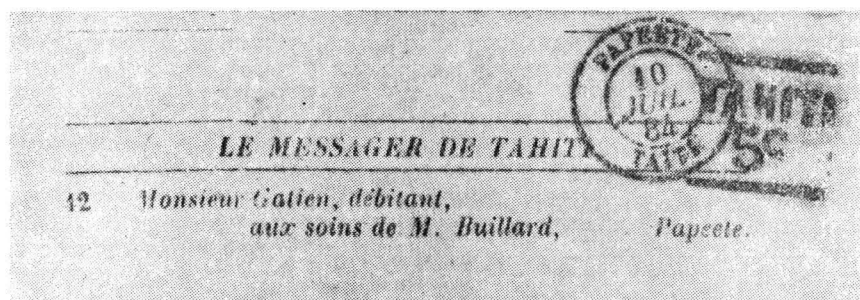 PAPEETE
10
JUIL.
84
TAITI
TAHITI
5c
LE MESSAGER DE TAHITI
12 Monsieur Gatien, débitant,
aux soins de M. Buillard, Papeete.